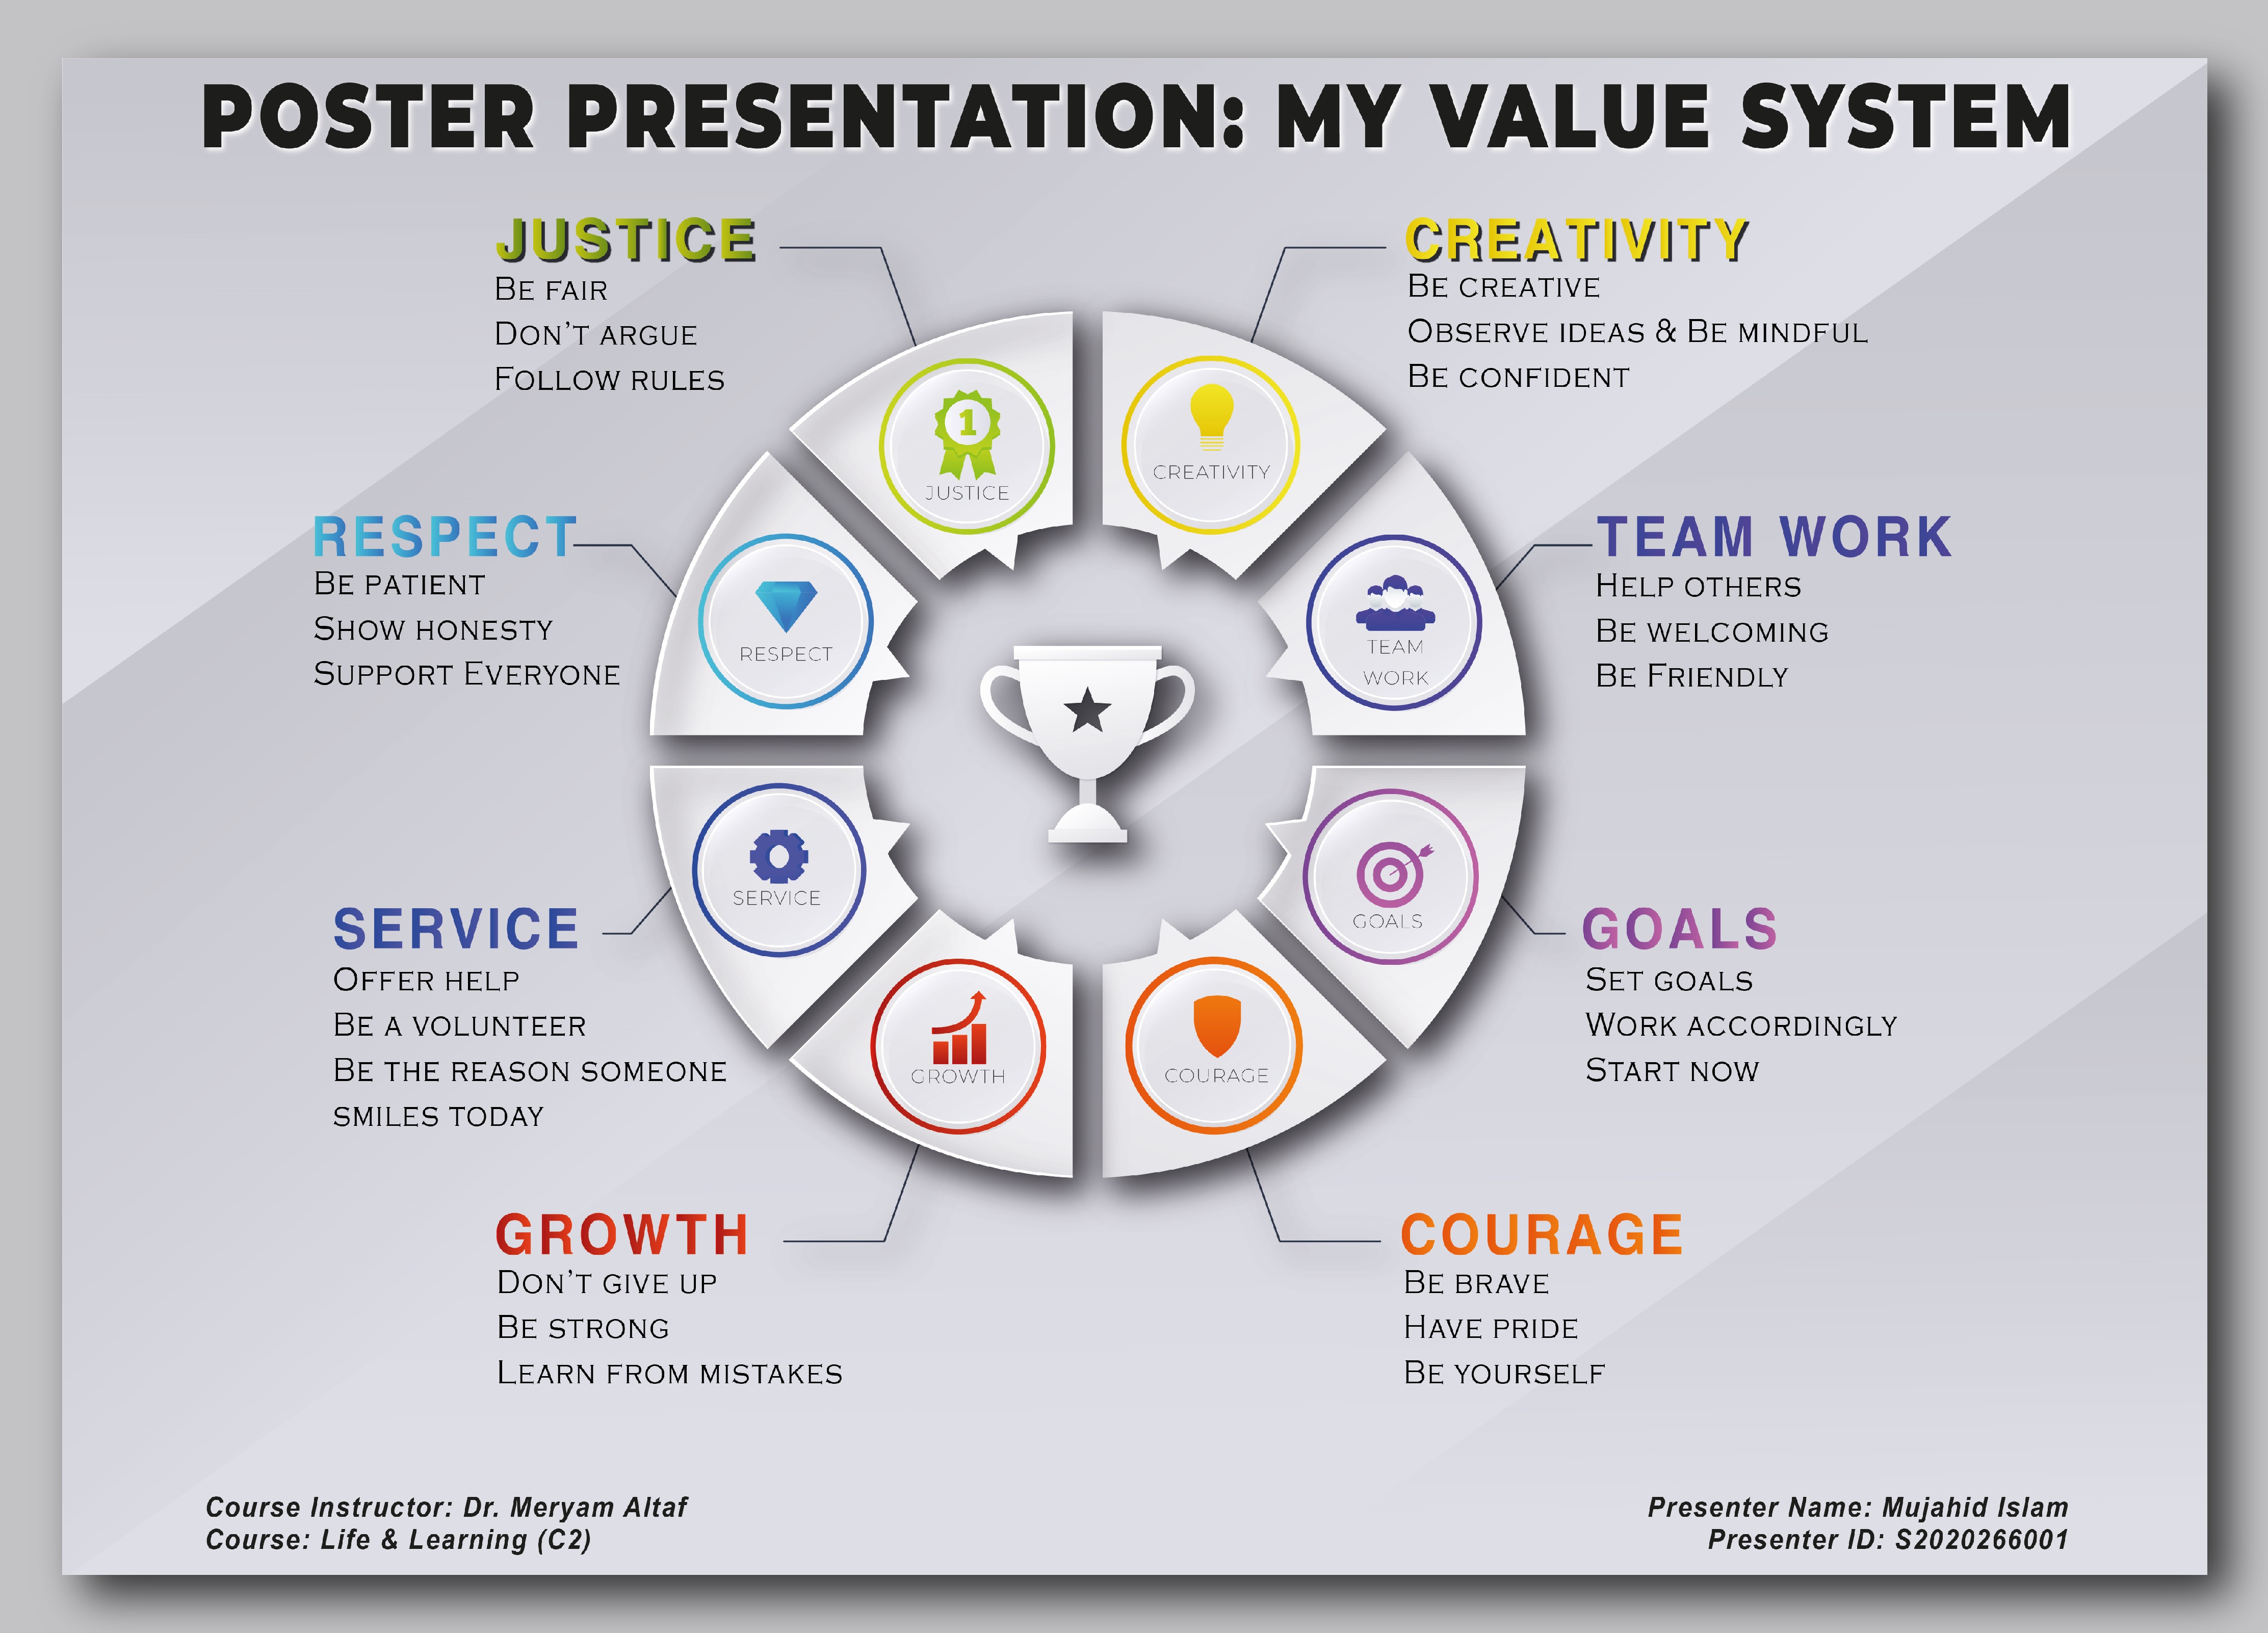 POSTER PRESENTATION: MY VALUE SYSTEM
JUSTICE
BE FAIR
DON'T ARGUE
FOLLOW RULES
CREATIVITY
BE CREATIVE
OBSERVE IDEAS & BE MINDFUL
BE CONFIDENT
RESPECT
BE PATIENT
SHOW HONESTY
SUPPORT EVERYONE
TEAM WORK
HELP OTHERS
BE WELCOMING
BE FRIENDLY
SERVICE
OFFER HELP
BE A VOLUNTEER
BE THE REASON SOMEONE
SMILES TODAY
GOALS
SET GOALS
WORK ACCORDINGLY
START NOW
GROWTH
DON'T GIVE UP
BE STRONG
LEARN FROM MISTAKES
COURAGE
BE BRAVE
HAVE PRIDE
BE YOURSELF
1
JUSTICE
CREATIVITY
RESPECT
TEAM
WORK
SERVICE
GOALS
GROWTH
COURAGE
Course Instructor: Dr. Meryam Altaf
Course: Life & Learning (C2)
Presenter Name: Mujahid Islam
Presenter ID: S2020266001